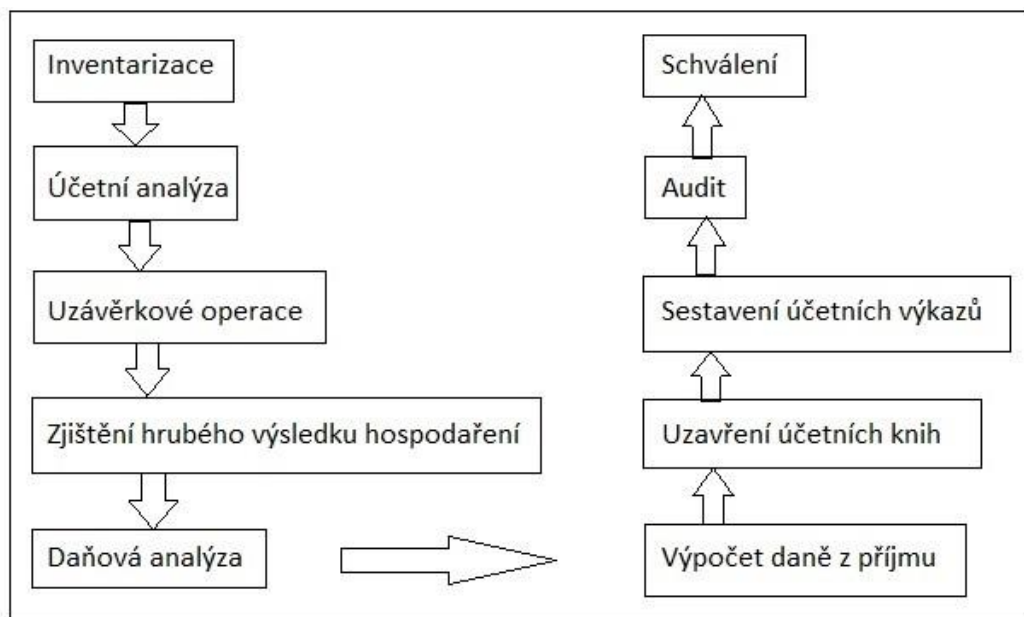 Inventarizace
Účetní analýza
Uzávěrkové operace
Zjištění hrubého výsledku hospodaření
Daňová analýza
Výpočet daně z příjmu
Uzavření účetních knih
Sestavení účetních výkazů
Audit
Schválení